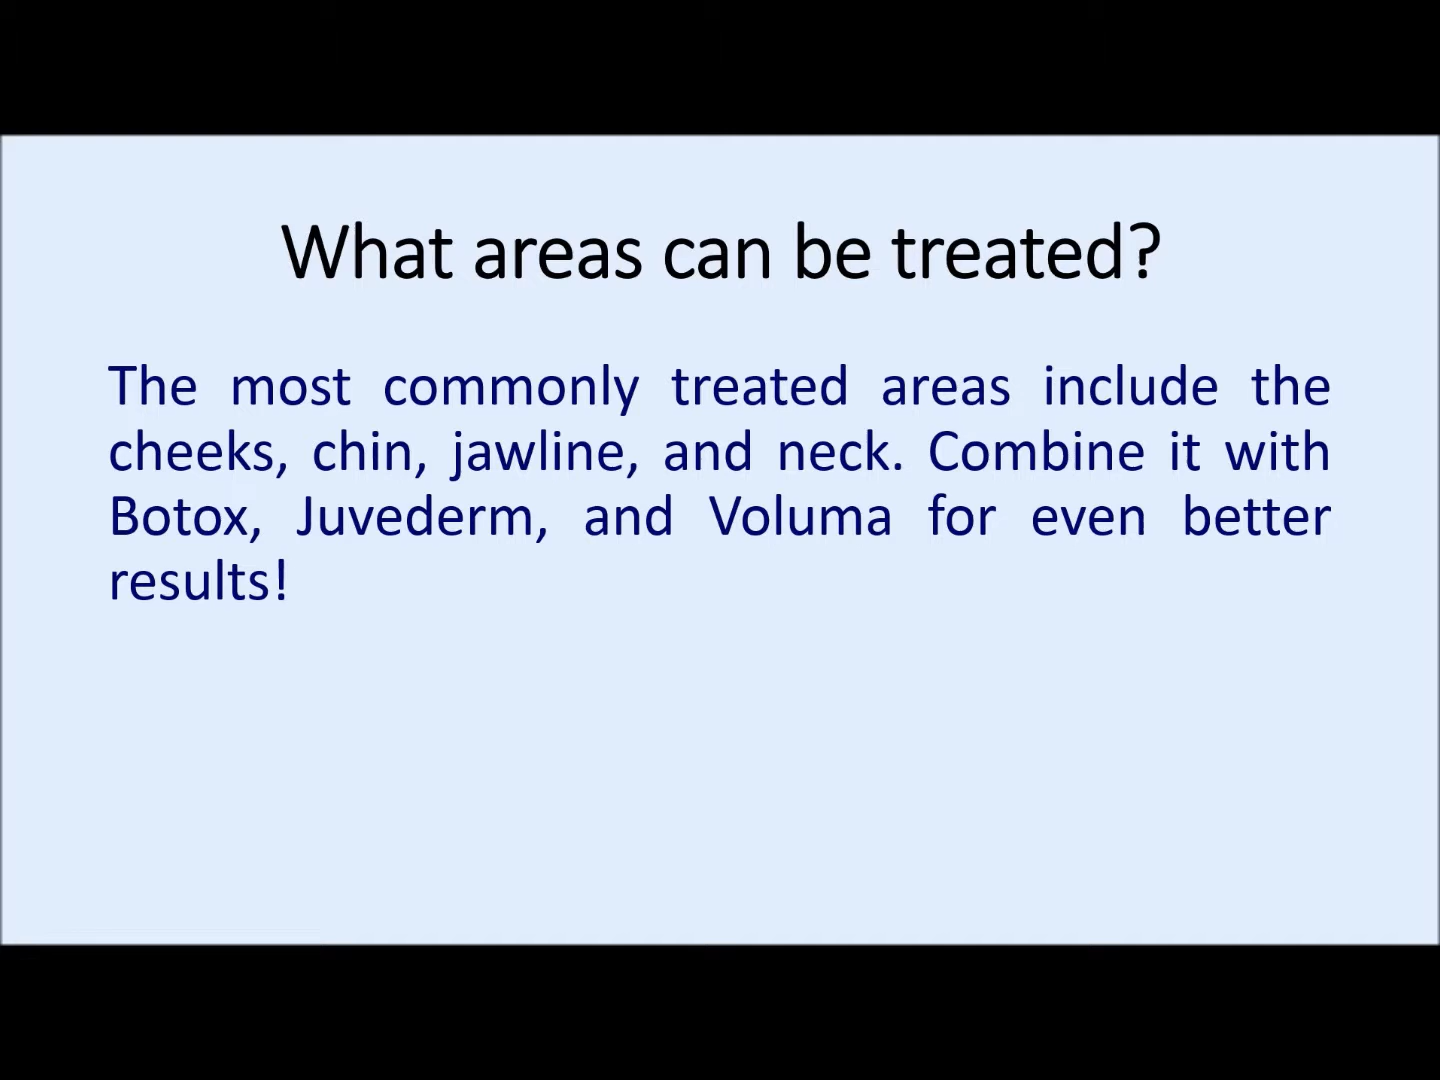 What areas can be treated?
The most commonly treated areas include the
cheeks, chin, jawline, and neck. Combine it with
Botox, Juvederm, and Voluma for even better
results!